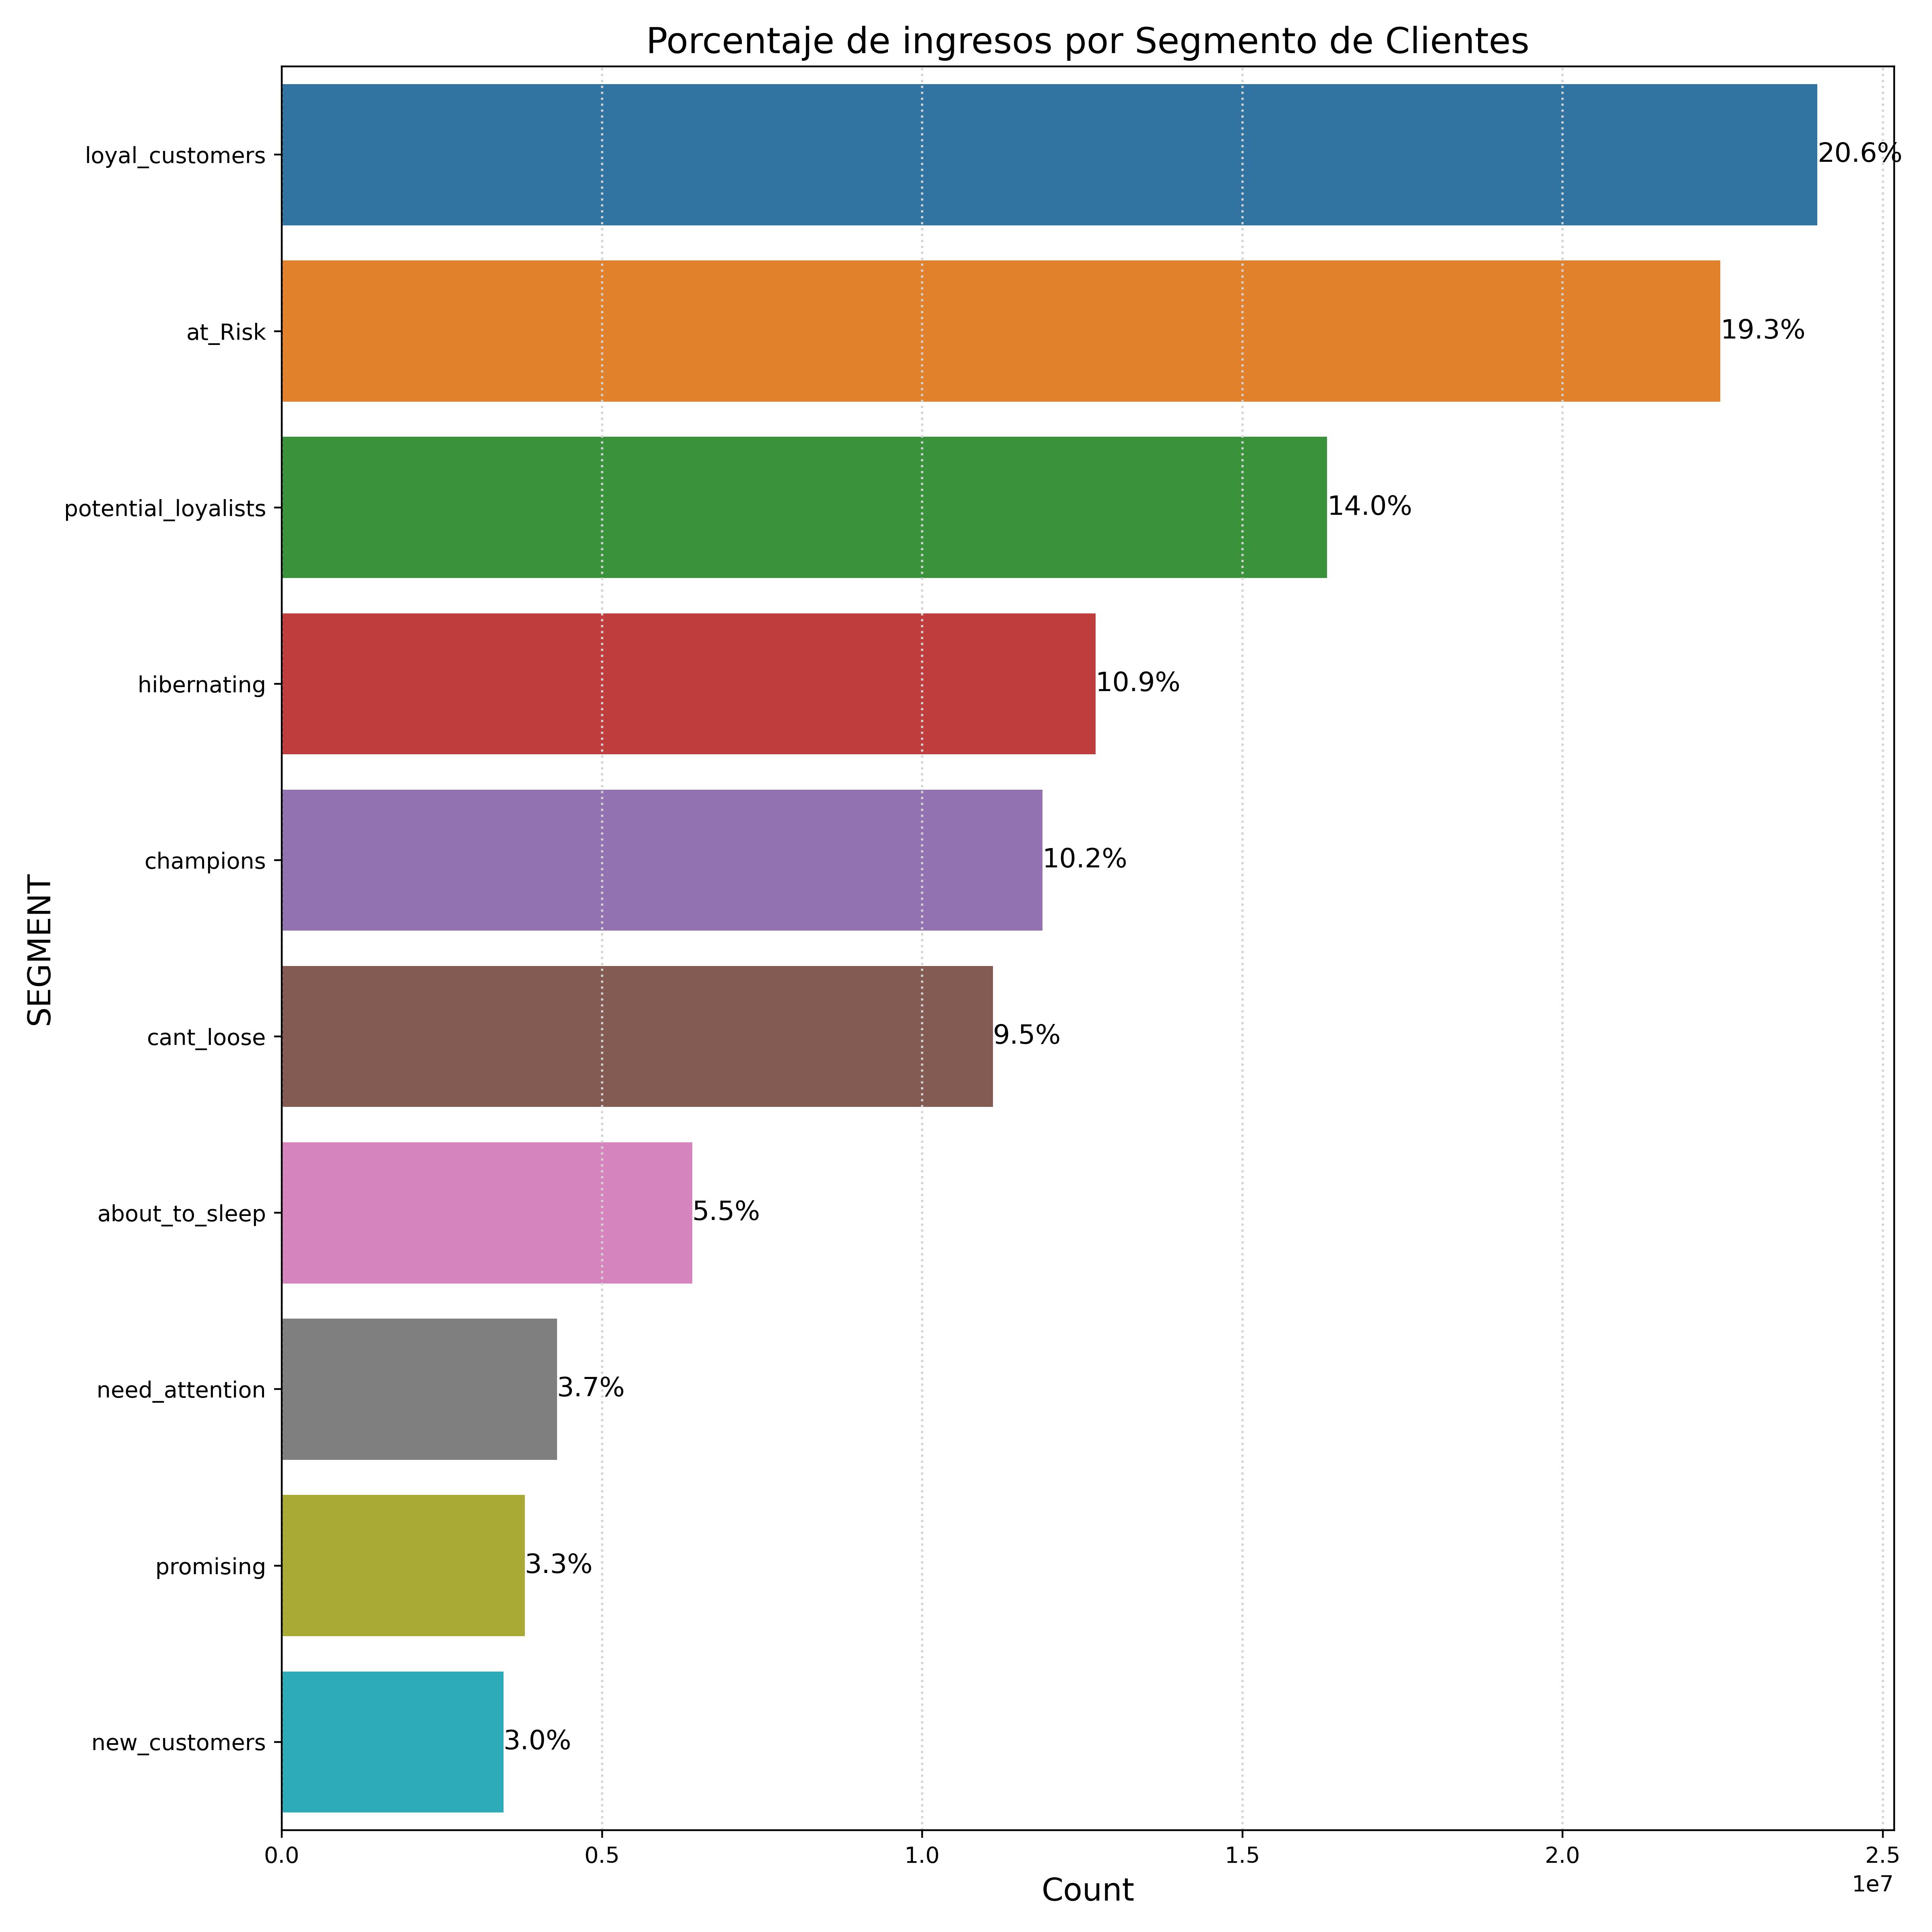 Porcentaje de ingresos por Segmento de Clientes
SEGMENT
loyal_customers 20.6%
at_Risk 19.3%
potential_loyalists 14.0%
hibernating 10.9%
champions 10.2%
cant_loose 9.5%
about_to_sleep 5.5%
need_attention 3.7%
promising 3.3%
new_customers 3.0%
0.0 0.5 1.0 1.5 2.0 2.5
1e7
Count